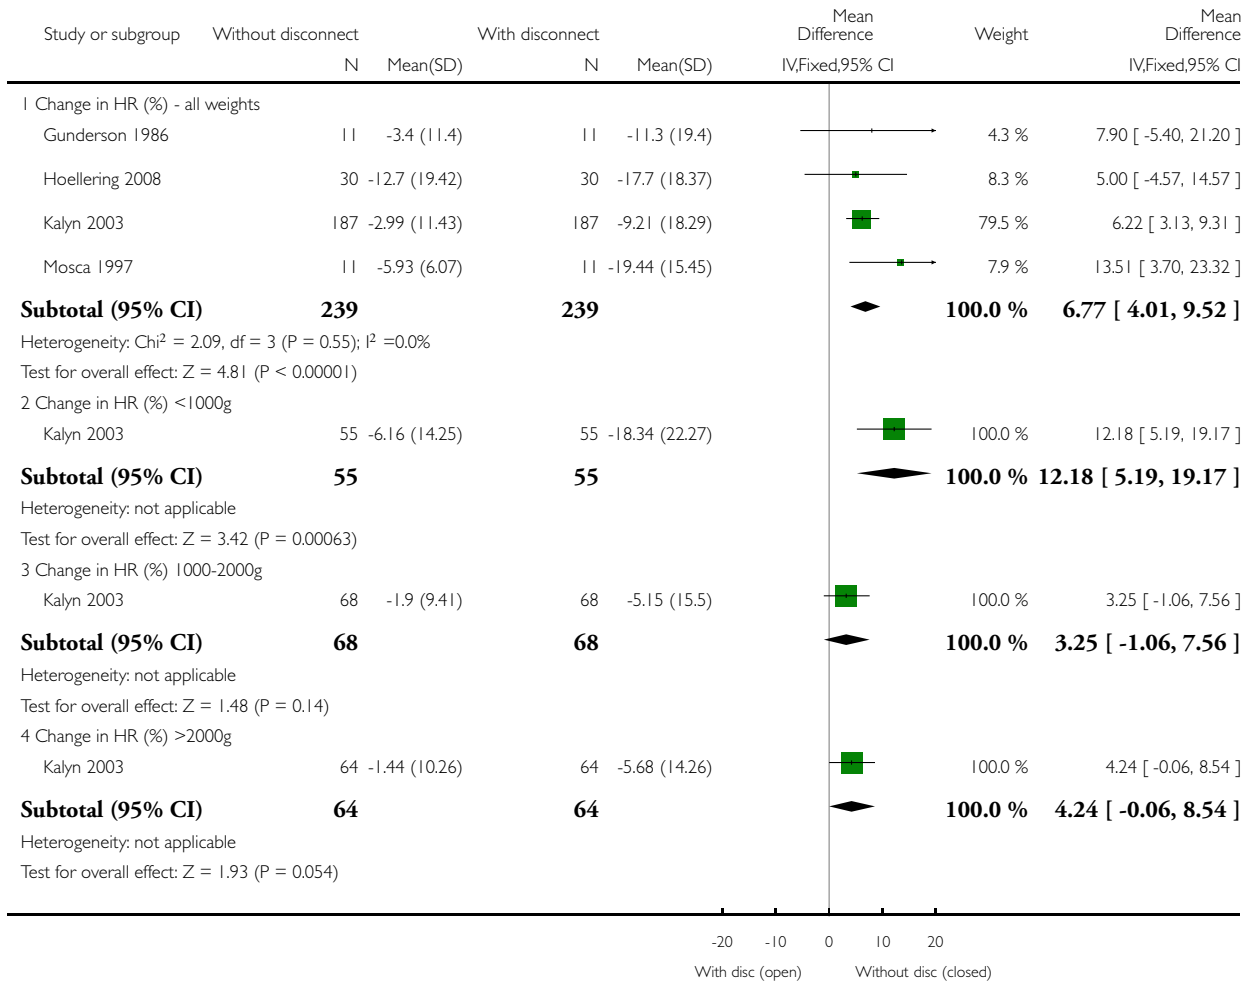 Mean Mean
Study or subgroup Without disconnect With disconnect Difference Weight Difference
N Mean(SD) N Mean(SD) IV,Fixed,95% CI IV,Fixed,95% CI
1 Change in HR (%) - all weights
Gunderson 1986 11 -3.4 (11.4) 11 -11.3 (19.4) 4.3 % 7.90 [ -5.40, 21.20 ]
Hoellering 2008 30 -12.7 (19.42) 30 -17.7 (18.37) 8.3 % 5.00 [ -4.57, 14.57 ]
Kalyn 2003 187 -2.99 (11.43) 187 -9.21 (18.29) 79.5 % 6.22 [ 3.13, 9.31 ]
Mosca 1997 11 -5.93 (6.07) 11 -19.44 (15.45) 7.9 % 13.51 [ 3.70, 23.32 ]
Subtotal (95% CI) 239 239 100.0 % 6.77 [ 4.01, 9.52 ]
Heterogeneity: Chi² = 2.09, df = 3 (P = 0.55); I² =0.0%
Test for overall effect: Z = 4.81 (P < 0.00001)
2 Change in HR (%) <1000g
Kalyn 2003 55 -6.16 (14.25) 55 -18.34 (22.27) 100.0 % 12.18 [ 5.19, 19.17 ]
Subtotal (95% CI) 55 55 100.0 % 12.18 [ 5.19, 19.17 ]
Heterogeneity: not applicable
Test for overall effect: Z = 3.42 (P = 0.00063)
3 Change in HR (%) 1000-2000g
Kalyn 2003 68 -1.9 (9.41) 68 -5.15 (15.5) 100.0 % 3.25 [ -1.06, 7.56 ]
Subtotal (95% CI) 68 68 100.0 % 3.25 [ -1.06, 7.56 ]
Heterogeneity: not applicable
Test for overall effect: Z = 1.48 (P = 0.14)
4 Change in HR (%) >2000g
Kalyn 2003 64 -1.44 (10.26) 64 -5.68 (14.26) 100.0 % 4.24 [ -0.06, 8.54 ]
Subtotal (95% CI) 64 64 100.0 % 4.24 [ -0.06, 8.54 ]
Heterogeneity: not applicable
Test for overall effect: Z = 1.93 (P = 0.054)
-20 -10 0 10 20
With disc (open) Without disc (closed)